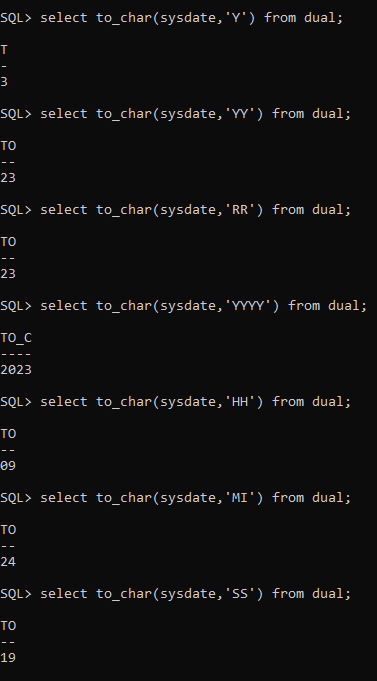 SQL> select to_char(sysdate,'Y') from dual;
T
-
3
SQL> select to_char(sysdate,'YY') from dual;
TO
--
23
SQL> select to_char(sysdate,'RR') from dual;
TO
--
23
SQL> select to_char(sysdate,'YYYY') from dual;
TO_C
----
2023
SQL> select to_char(sysdate,'HH') from dual;
TO
--
09
SQL> select to_char(sysdate,'MI') from dual;
TO
--
24
SQL> select to_char(sysdate,'SS') from dual;
TO
--
19